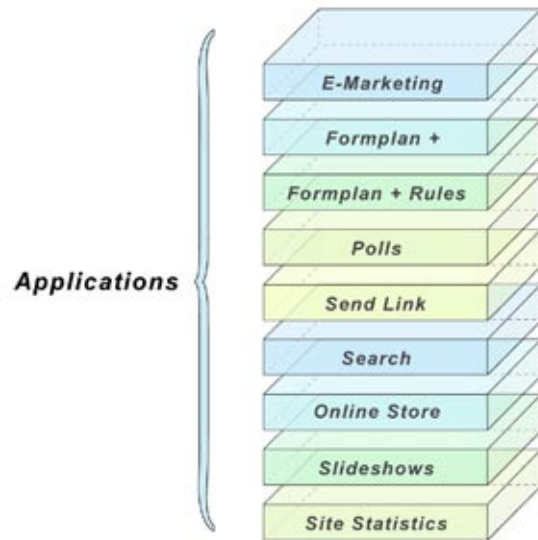 E-Marketing
Formplan +
Formplan + Rules
Polls
Applications
Send Link
Search
Online Store
Slideshows
Site Statistics